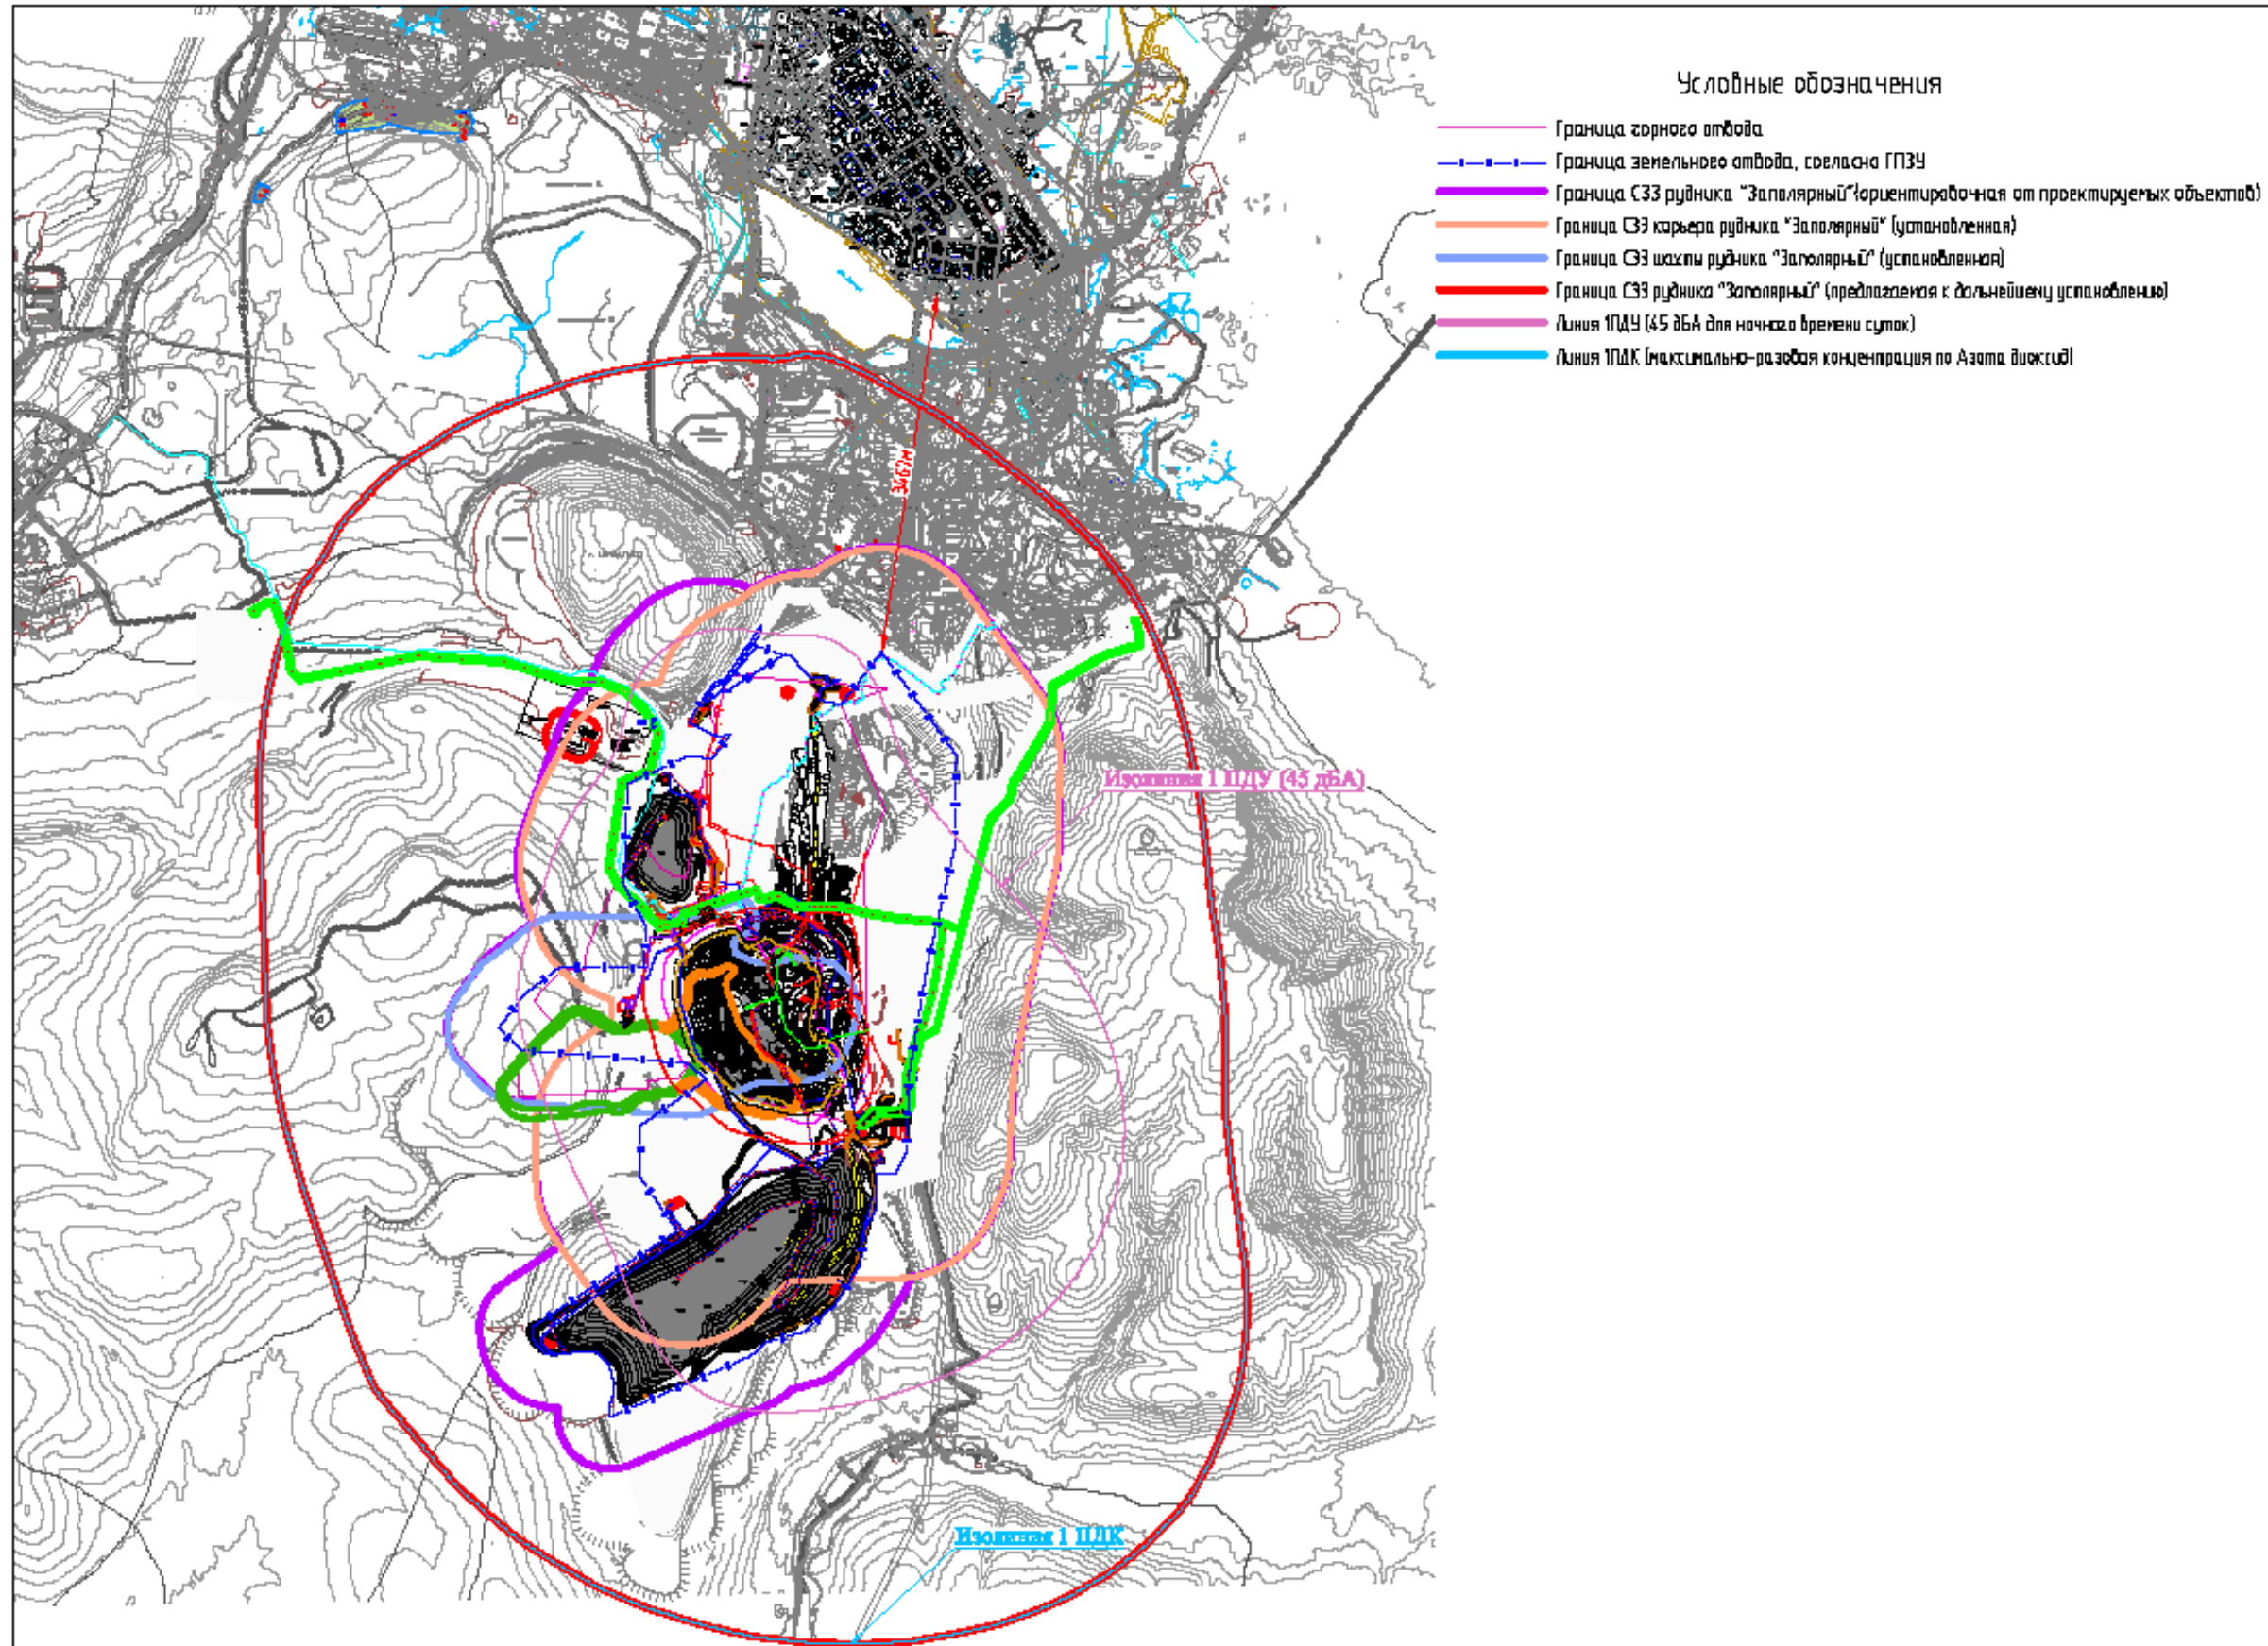 Условные обозначения
Граница горного отвода
Граница земельного отвода, согласно ГПЗУ
Граница СЗЗ рудника "Заполярный"(ориентировочная от проектируемых объектов)
Граница СЗЗ карьера рудника "Заполярный" (установленная)
Граница СЗЗ шахты рудника "Заполярный" (установленная)
Граница СЗЗ рудника "Заполярный" (предлагаемая к дальнейшему установлению)
Линия 1ПДУ (45 дБА для ночного времени суток)
Линия 1ПДК (максимально-разовая концентрация по Азота диоксид)
3467м
Изолиния 1 ПДУ (45 дБА)
Изолиния 1 ПДК